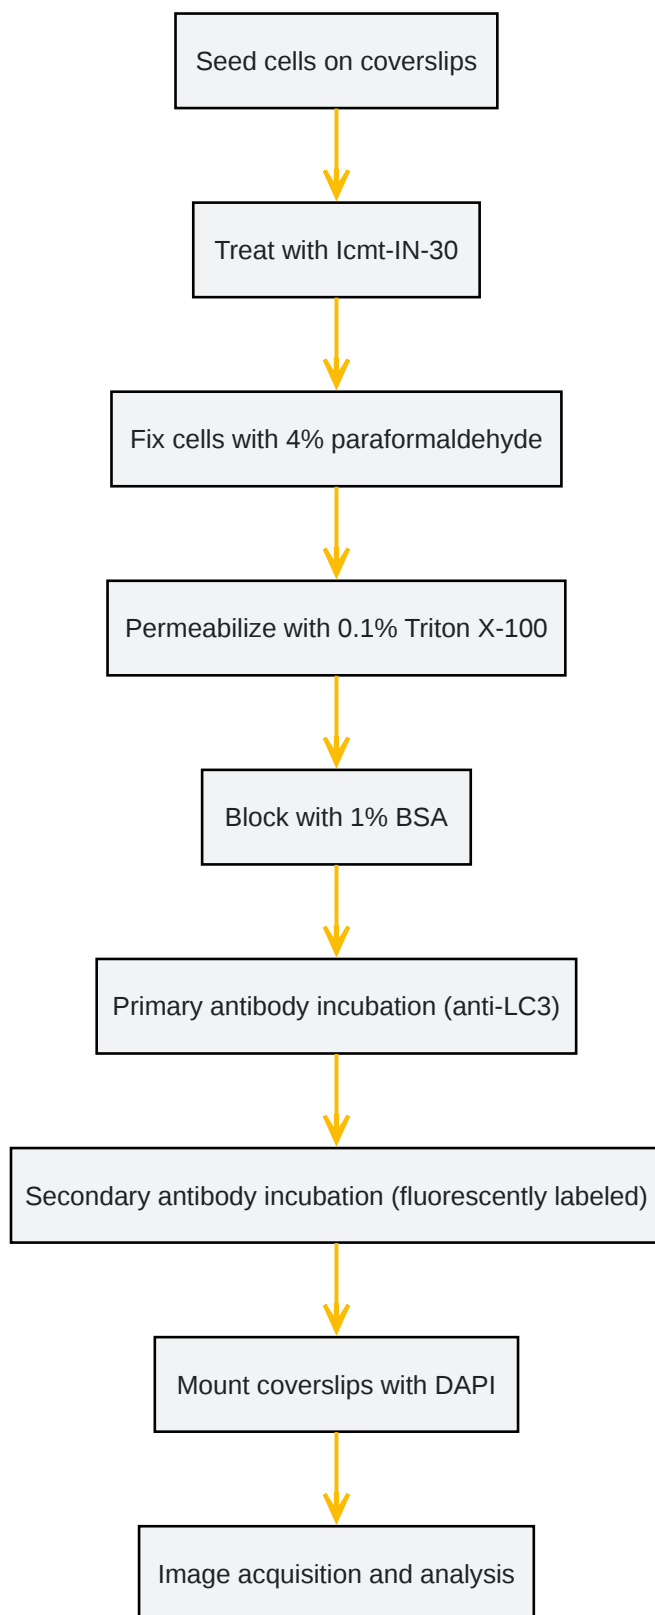 Seed cells on coverslips
Treat with Icmt-IN-30
Fix cells with 4% paraformaldehyde
Permeabilize with 0.1% Triton X-100
Block with 1% BSA
Primary antibody incubation (anti-LC3)
Secondary antibody incubation (fluorescently labeled)
Mount coverslips with DAPI
Image acquisition and analysis